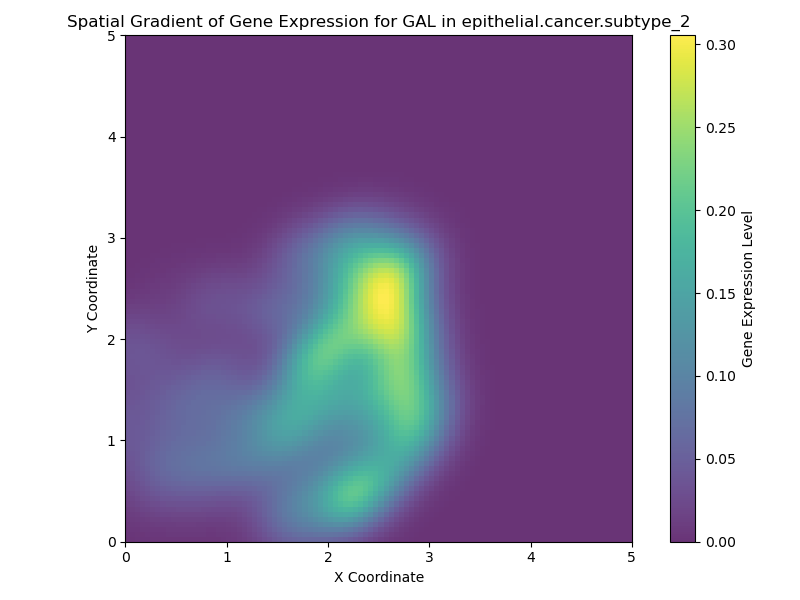 Spatial Gradient of Gene Expression for GAL in epithelial.cancer.subtype_2
5
4
3
2
1
0
Y Coordinate
0 1 2 3 4 5
X Coordinate
0.30
0.25
0.20
0.15
0.10
0.05
0.00
Gene Expression Level